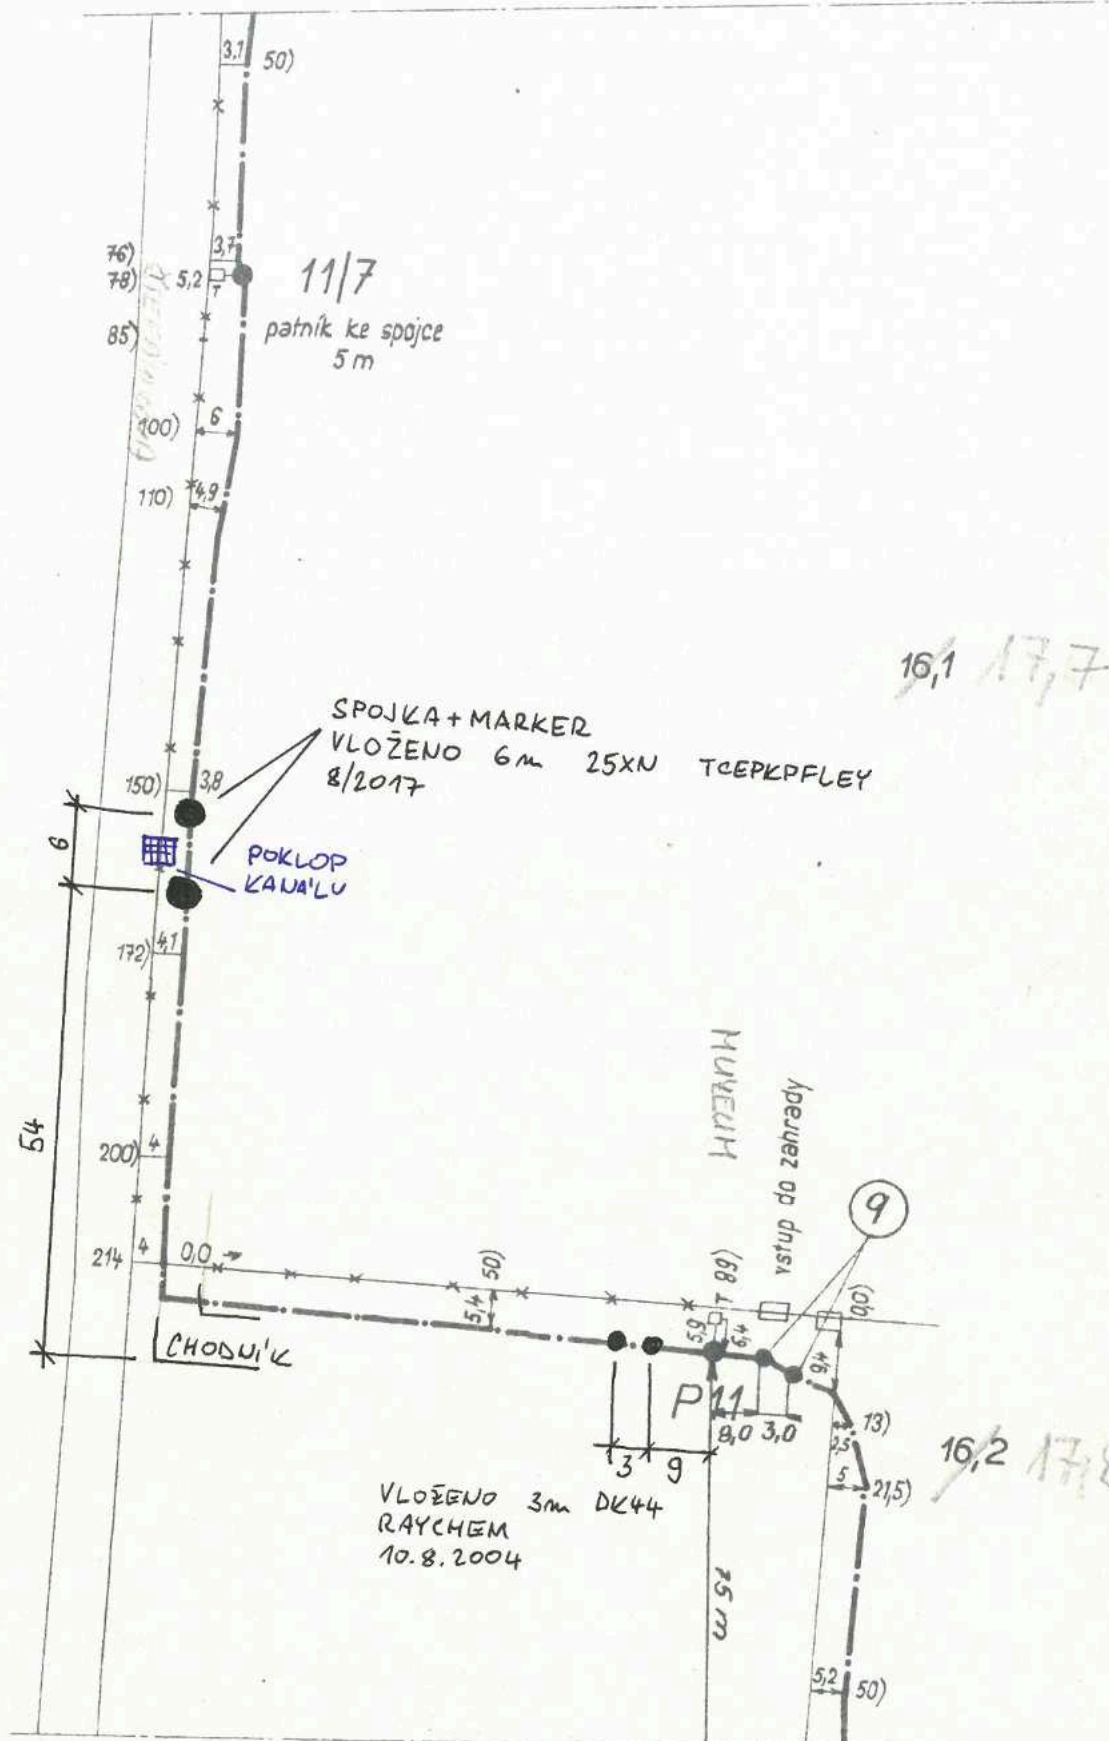 3,1 50)
76) 3,7
78) 5,2 T
11/7
85)
patník ke spojce
5 m
100) 6
110) 4,9
16,1 17,7
SPOJKA + MARKER
VLOŽENO 6m 25XN TCEPKPFLEY
8/2017
150) 3,8
6
POKLOP
KANÁLU
172) 4,1
54
200) 4
MUZEUM
vstup do zahrady
9
214 4 0,0
50)
5,4
T 89)
5,9
6,4
0,0)
9,4
CHODNÍK
P11
8,0 3,0
13)
2,5
16,2
3 9
5 21,5)
VLOŽENO 3m DK44
RAYCHEM
10.8.2004
75 m
5,2 50)